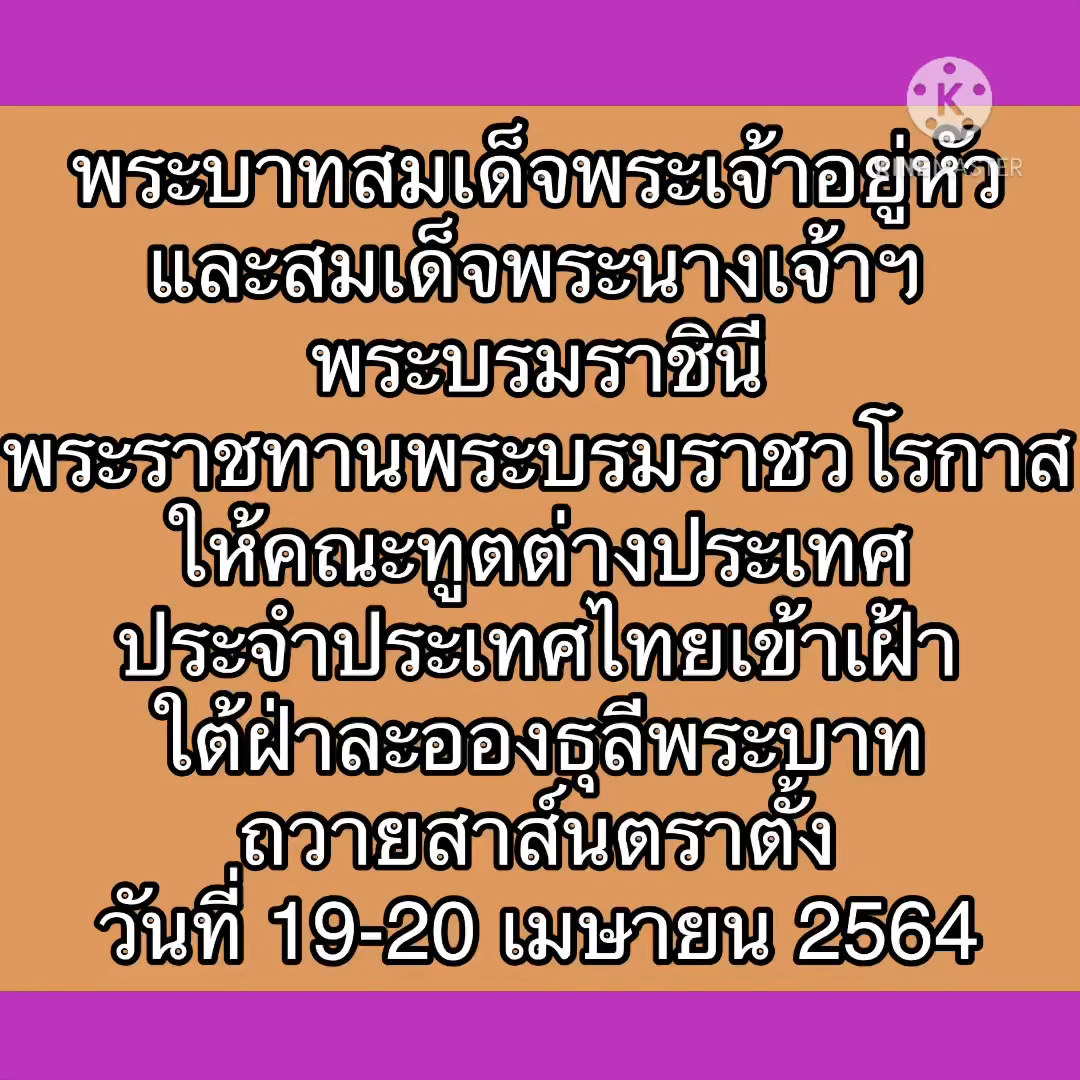 K
KINEMASTER
พระบาทสมเด็จพระเจ้าอยู่หัว
และสมเด็จพระนางเจ้าฯ
พระบรมราชินี
พระราชทานพระบรมราชวโรกาส
ให้คณะทูตต่างประเทศ
ประจำประเทศไทยเข้าเฝ้า
ใต้ฝ่าละอองธุลีพระบาท
ถวายสาส์นตราตั้ง
วันที่ 19-20 เมษายน 2564